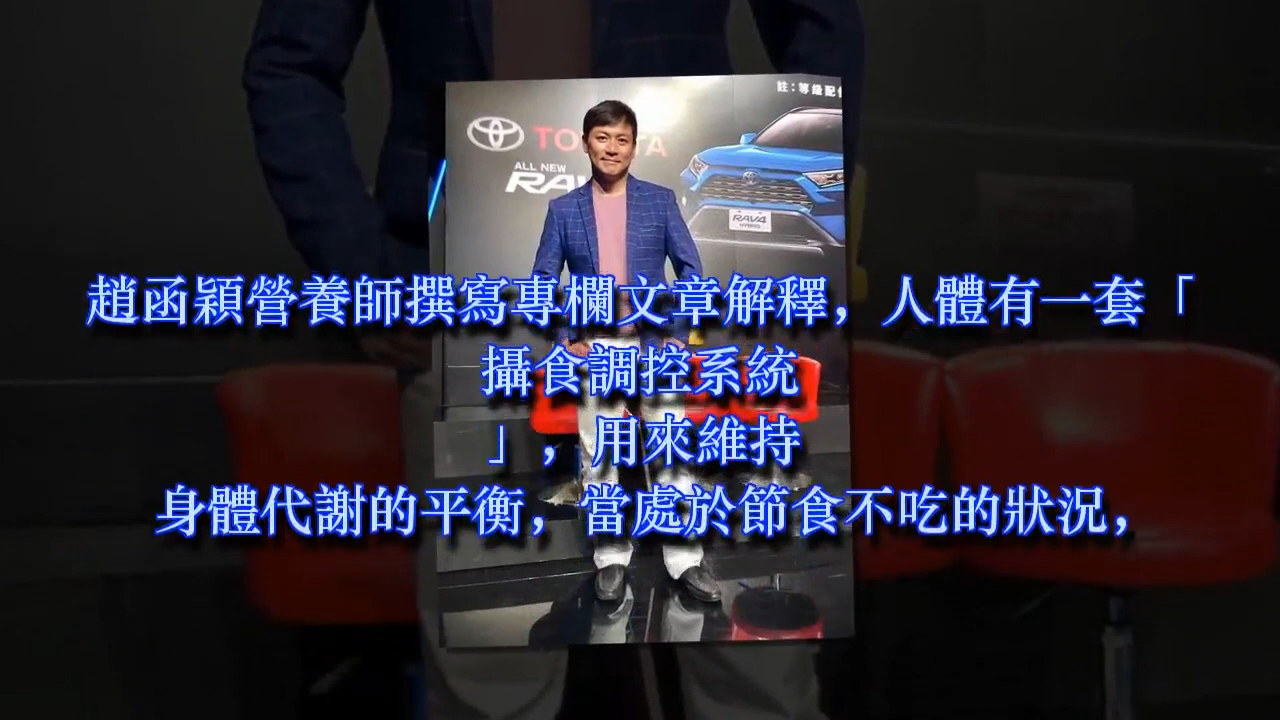 註：等級配
TOYOTA
ALL NEW
RAV
RAV4
HYBRID
趙函穎營養師撰寫專欄文章解釋，人體有一套「
攝食調控系統
」，用來維持
身體代謝的平衡，當處於節食不吃的狀況，